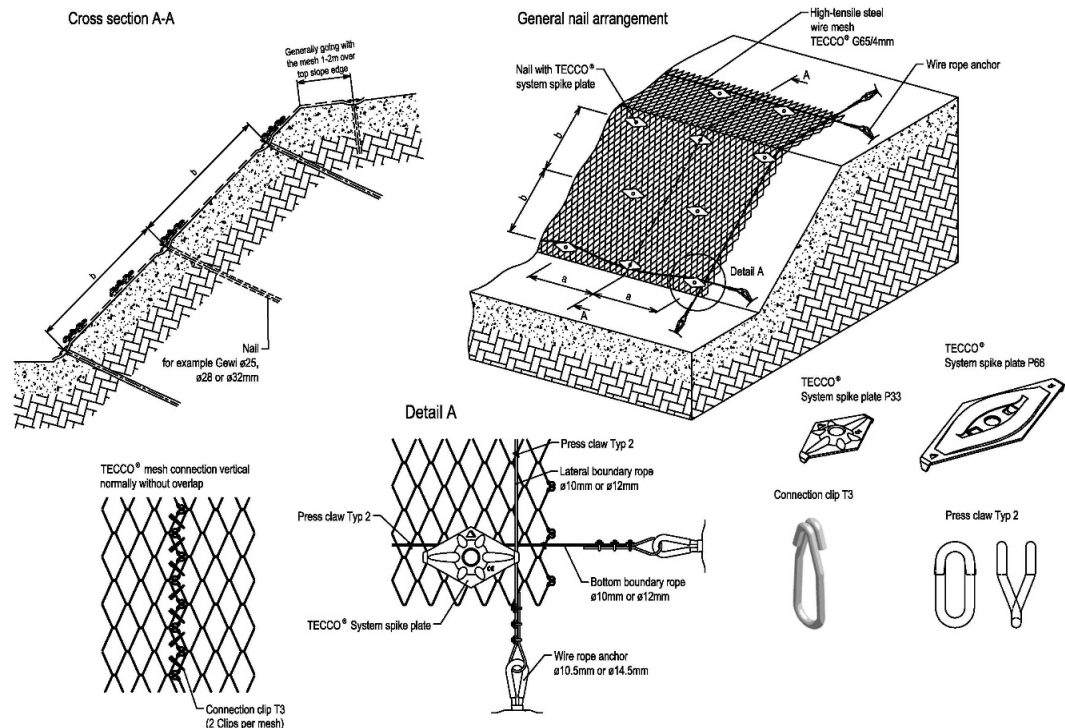 Cross section A-A
Generally going with
the mesh 1-2m over
top slope edge
b
b
Nail
for example Gewi ø25,
ø28 or ø32mm
General nail arrangement
High-tensile steel
wire mesh
TECCO® G65/4mm
Nail with TECCO®
system spike plate
A
Wire rope anchor
b
b
Detail A
a
a
A
TECCO®
System spike plate P66
TECCO®
System spike plate P33
Detail A
Press claw Typ 2
Lateral boundary rope
ø10mm or ø12mm
Press claw Typ 2
Bottom boundary rope
ø10mm or ø12mm
TECCO® System spike plate
Wire rope anchor
ø10.5mm or ø14.5mm
TECCO® mesh connection vertical
normally without overlap
Connection clip T3
(2 Clips per mesh)
Connection clip T3
Press claw Typ 2